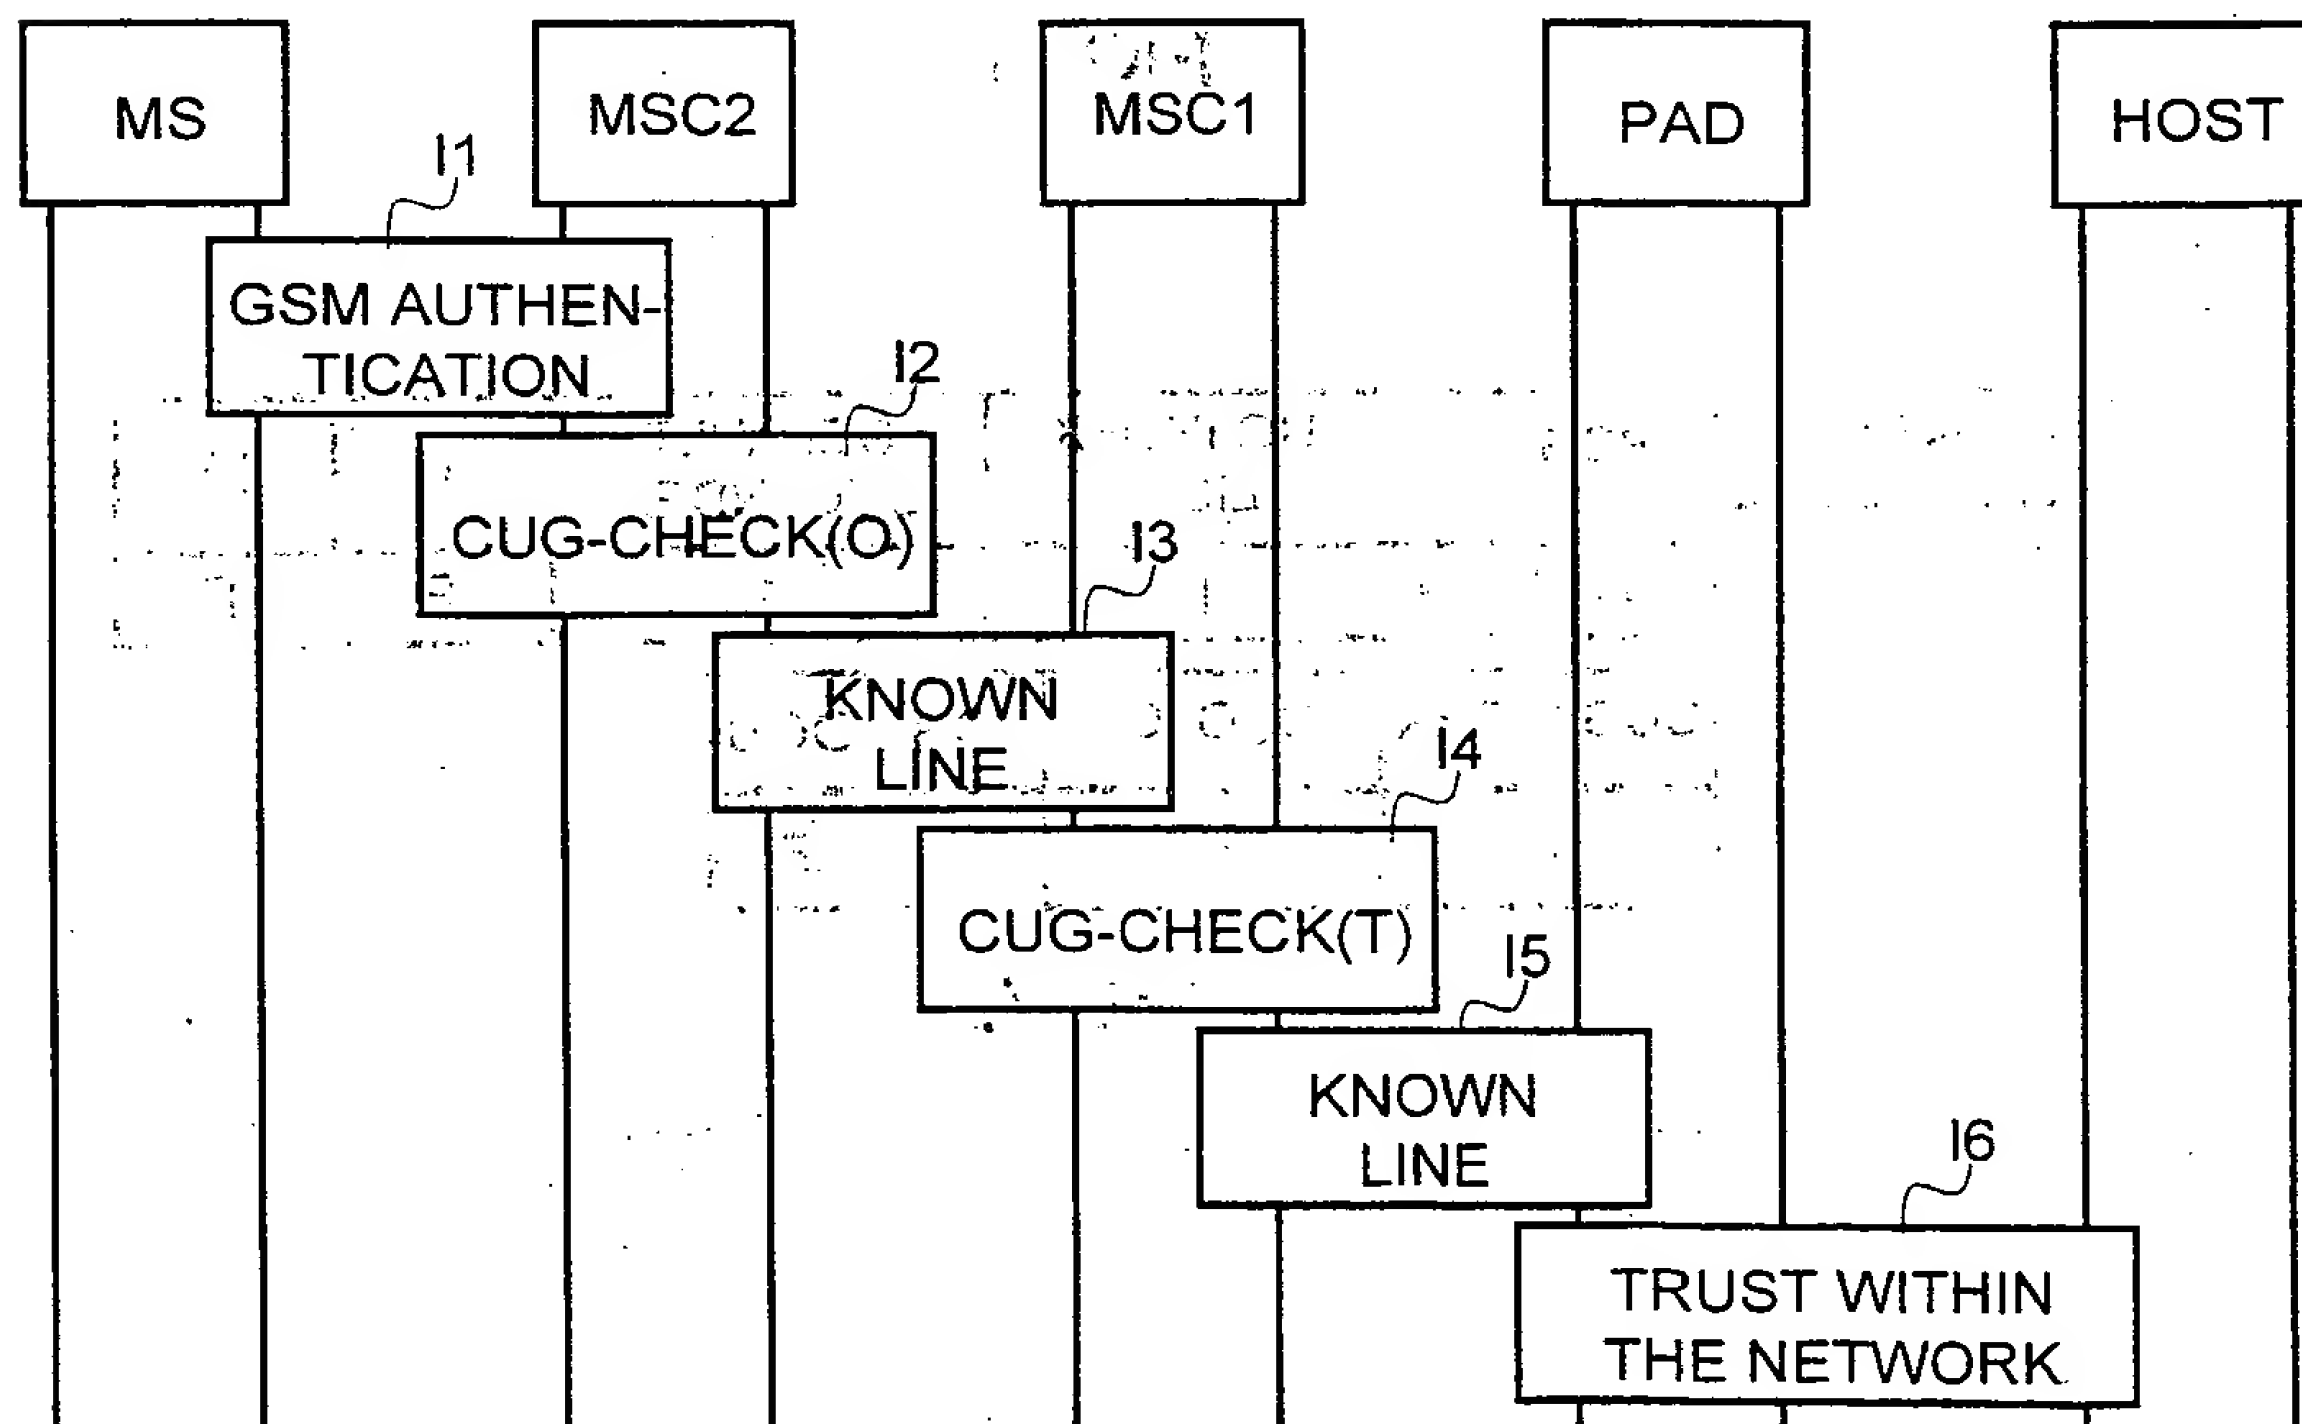 MS
MSC2
MSC1
PAD
HOST
I1
GSM AUTHEN-
TICATION
I2
CUG-CHECK(O)
I3
KNOWN
LINE
I4
CUG-CHECK(T)
I5
KNOWN
LINE
I6
TRUST WITHIN
THE NETWORK